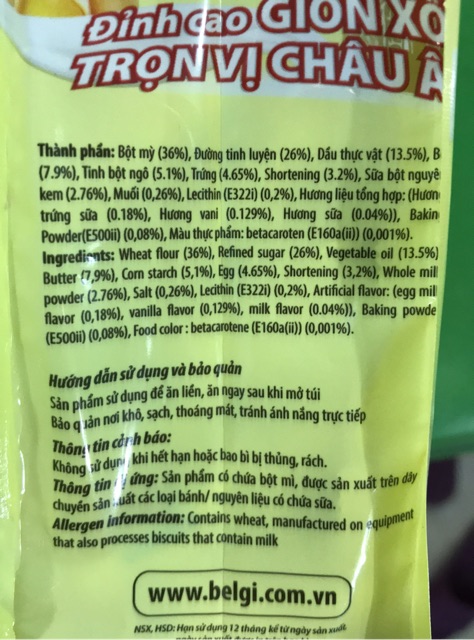 Đỉnh cao GIÒN XỐ
TRỌN VỊ CHÂU Â
Thành phần: Bột mỳ (36%), Đường tinh luyện (26%), Dầu thực vật (13.5%), B
(7.9%), Tinh bột ngô (5.1%), Trứng (4.65%), Shortening (3.2%), Sữa bột nguyê
kem (2.76%), Muối (0,26%), Lecithin (E322i) (0,2%), Hương liệu tổng hợp: (Hươn
trứng sữa (0.18%), Hương vani (0.129%), Hương sữa (0.04%)), Bakin
Powder(E500ii) (0,08%), Màu thực phẩm: betacaroten (E160a(ii)) (0,001%).
Ingredients: Wheat flour (36%), Refined sugar (26%), Vegetable oil (13.5%)
Butter (7,9%), Corn starch (5,1%), Egg (4.65%), Shortening (3,2%), Whole mil
powder (2.76%), Salt (0,26%), Lecithin (E322i) (0,2%), Artificial flavor: (egg mil
flavor (0,18%), vanilla flavor (0,129%), milk flavor (0.04%)), Baking powde
(E500ii) (0,08%), Food color : betacarotene (E160a(ii)) (0,001%).
Hướng dẫn sử dụng và bảo quản
Sản phẩm sử dụng để ăn liền, ăn ngay sau khi mở túi
Bảo quản nơi khô, sạch, thoáng mát, tránh ánh nắng trực tiếp
Thông tin cảnh báo:
Không sử dụng khi hết hạn hoặc bao bì bị thủng, rách.
Thông tin dị ứng: Sản phẩm có chứa bột mì, được sản xuất trên dây
chuyền sản xuất các loại bánh/ nguyên liệu có chứa sữa.
Allergen information: Contains wheat, manufactured on equipment
that also processes biscuits that contain milk
www.belgi.com.vn
NSX, HSD: Hạn sử dụng 12 tháng kể từ ngày sản xuất